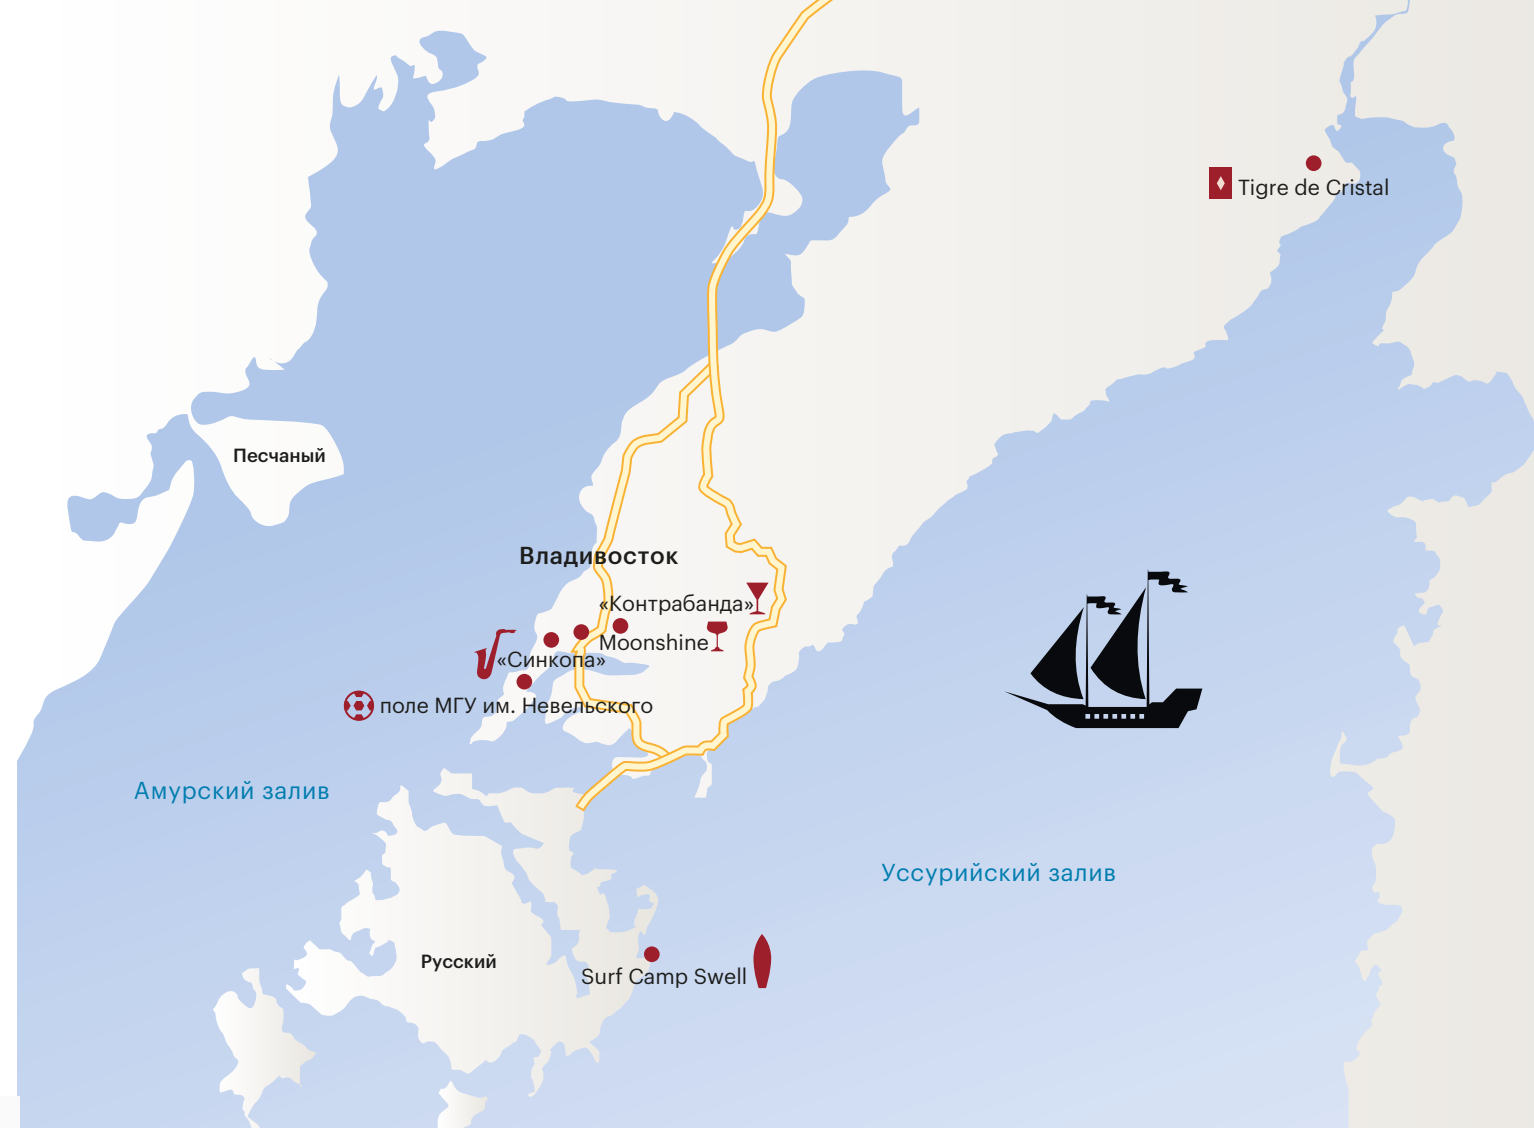 Tigre de Cristal
Песчаный
Владивосток
«Контрабанда»
Moonshine
«Синкопа»
поле МГУ им. Невельского
Амурский залив
Уссурийский залив
Русский
Surf Camp Swell